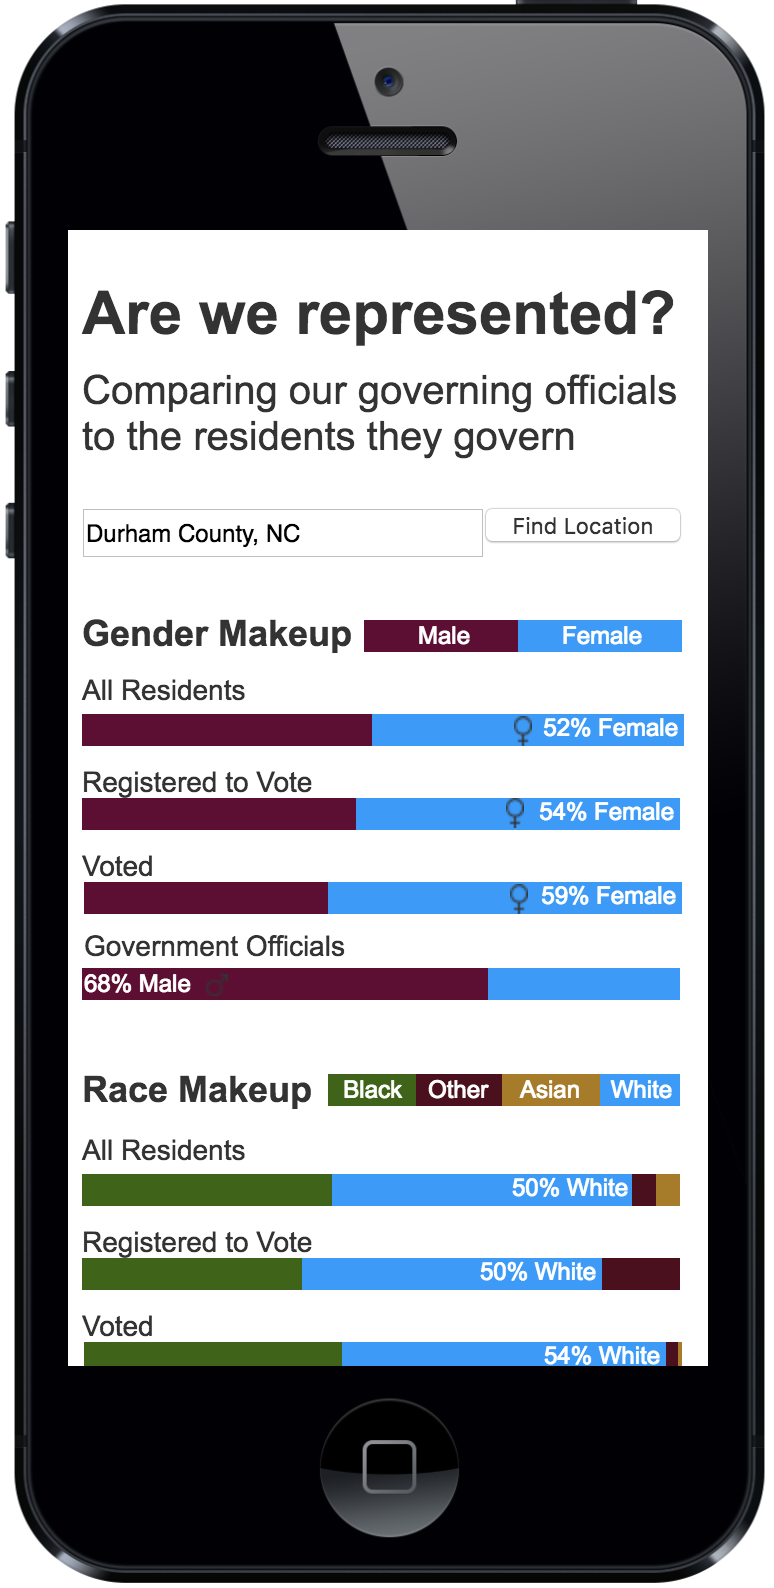 Are we represented?
Comparing our governing officials
to the residents they govern
Durham County, NC
Find Location
Gender Makeup Male Female
All Residents
52% Female
Registered to Vote
54% Female
Voted
59% Female
Government Officials
68% Male
Race Makeup Black Other Asian White
All Residents
50% White
Registered to Vote
50% White
Voted
54% White